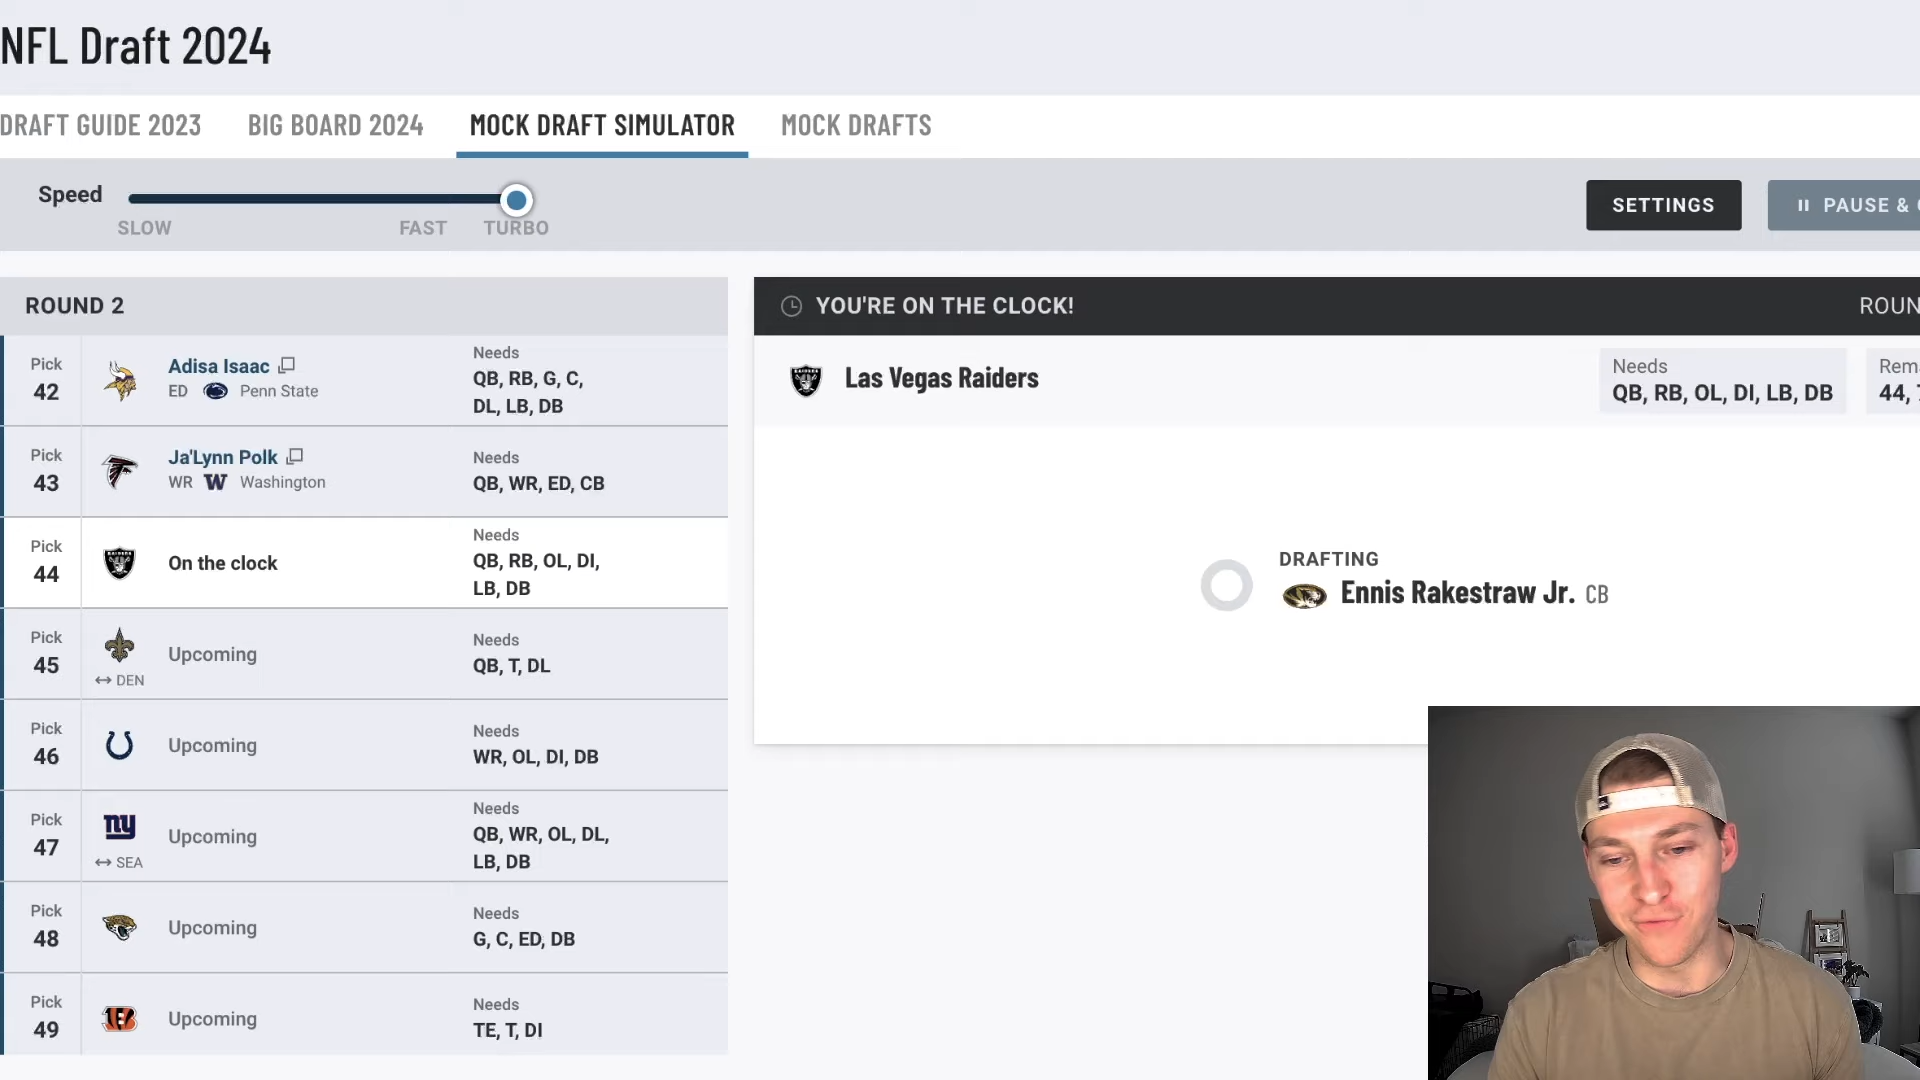 NFL Draft 2024
DRAFT GUIDE 2023 BIG BOARD 2024 MOCK DRAFT SIMULATOR MOCK DRAFTS
Speed
SLOW FAST TURBO
SETTINGS
PAUSE &
ROUND 2
Pick
42
Adisa Isaac
ED Penn State
Needs
QB, RB, G, C,
DL, LB, DB
Pick
43
Ja'Lynn Polk
WR W Washington
Needs
QB, WR, ED, CB
Pick
44
RAIDERS
On the clock
Needs
QB, RB, OL, DI,
LB, DB
Pick
45
↔ DEN
Upcoming
Needs
QB, T, DL
Pick
46
Upcoming
Needs
WR, OL, DI, DB
Pick
47
ny
↔ SEA
Upcoming
Needs
QB, WR, OL, DL,
LB, DB
Pick
48
Upcoming
Needs
G, C, ED, DB
Pick
49
B
Upcoming
Needs
TE, T, DI
YOU'RE ON THE CLOCK!
ROUN
RAIDERS
Las Vegas Raiders
Needs
QB, RB, OL, DI, LB, DB
Rem
44,
DRAFTING
Ennis Rakestraw Jr. CB